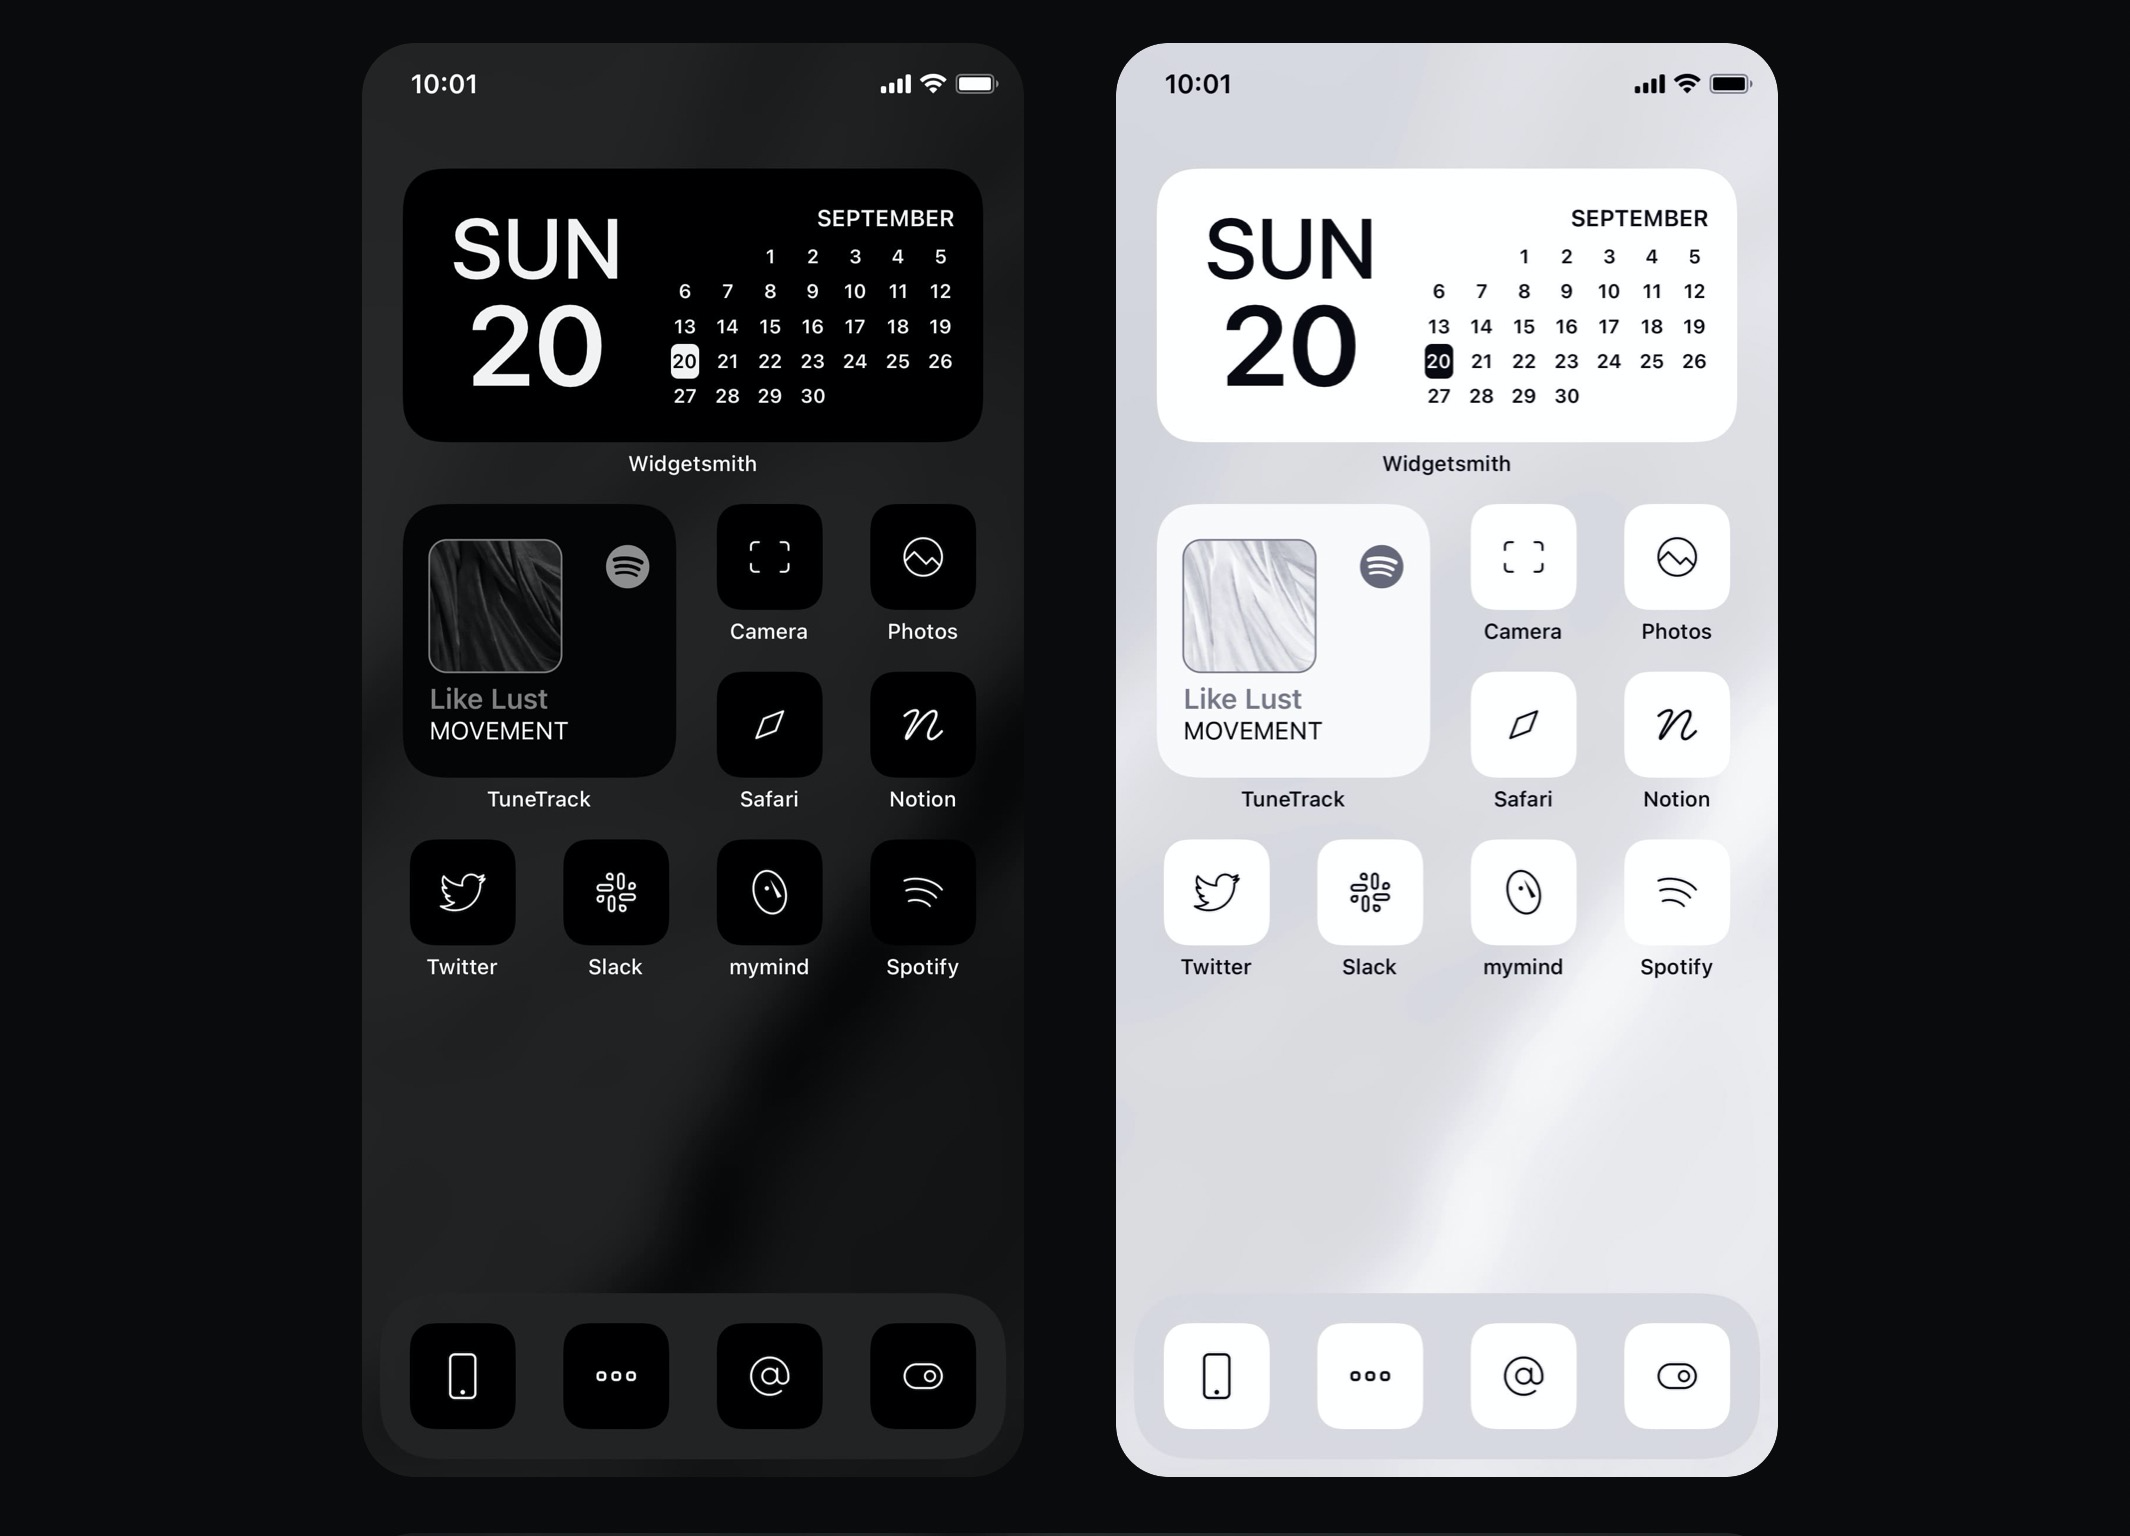 10:01
SUN
20
SEPTEMBER
1 2 3 4 5
6 7 8 9 10 11 12
13 14 15 16 17 18 19
20 21 22 23 24 25 26
27 28 29 30
Widgetsmith
Like Lust
MOVEMENT
TuneTrack
Camera
Photos
Safari
Notion
Twitter
Slack
mymind
Spotify
10:01
SUN
20
SEPTEMBER
1 2 3 4 5
6 7 8 9 10 11 12
13 14 15 16 17 18 19
20 21 22 23 24 25 26
27 28 29 30
Widgetsmith
Like Lust
MOVEMENT
TuneTrack
Camera
Photos
Safari
Notion
Twitter
Slack
mymind
Spotify